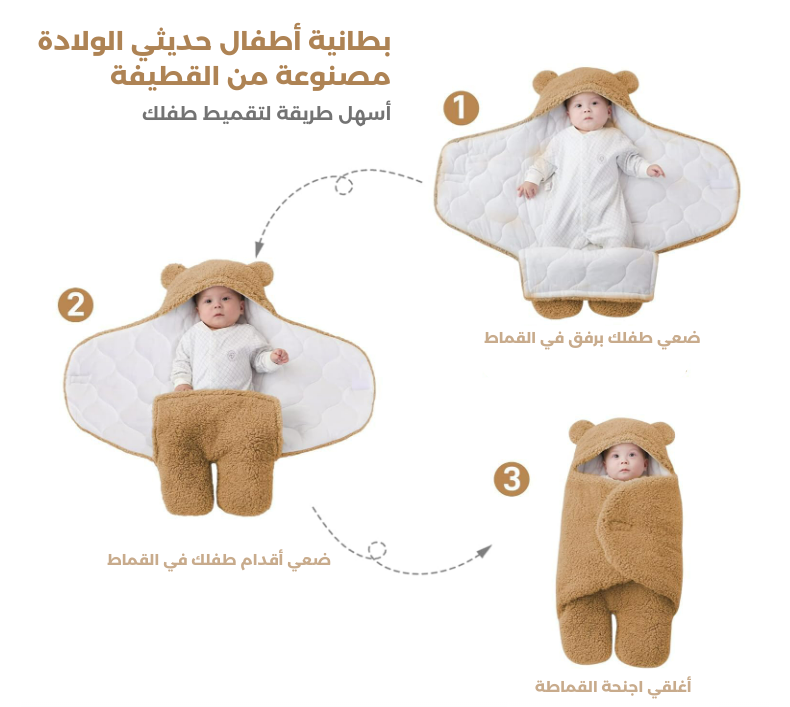 بطانية أطفال حديثي الولادة
مصنوعة من القطيفة
أسهل طريقة لتقميط طفلك
1
ضعي طفلك برفق في القماط
2
ضعي أقدام طفلك في القماط
3
أغلقي اجنحة القماطة